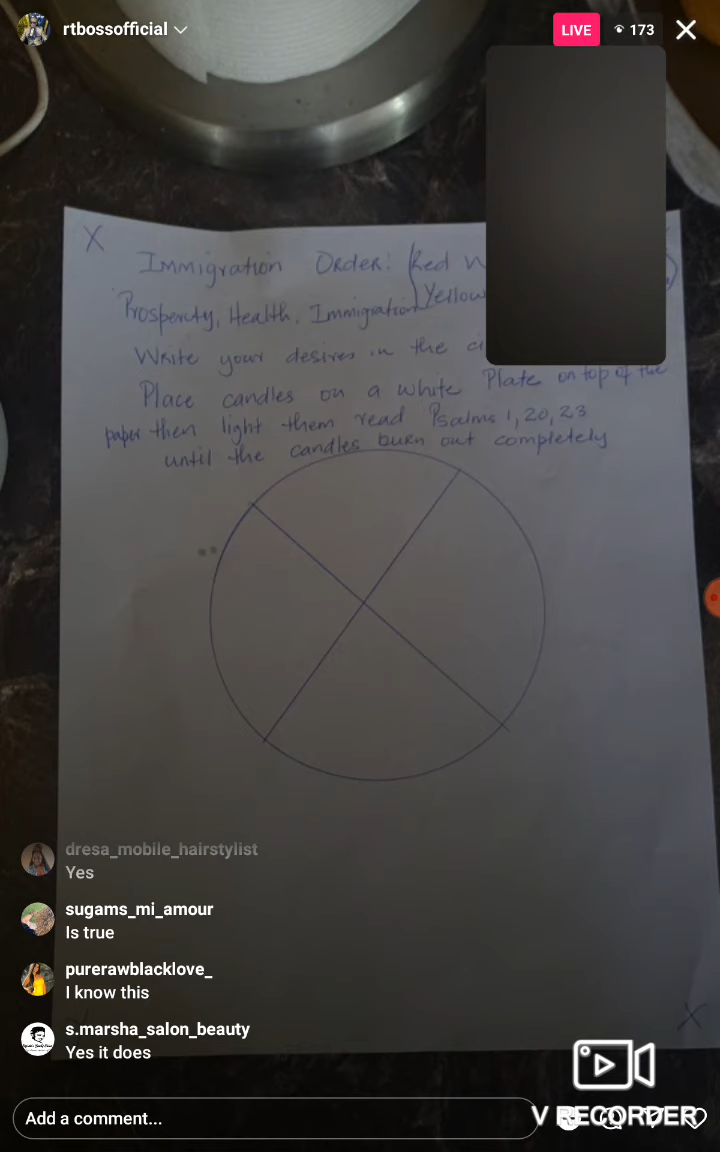 rtbossofficial
LIVE
173
X
Immigration Order: (Red
Prosperity, Health, Immigration Yellow
Write your desires in the
Place candles on a white Plate on top of the
paper then light them read Psalms 1, 20, 23
until the candles burn out completely
X
dresa_mobile_hairstylist
Yes
sugams_mi_amour
Is true
purerawblacklove_
I know this
s.marsha_salon_beauty
Yes it does
Add a comment...
V RECORDER